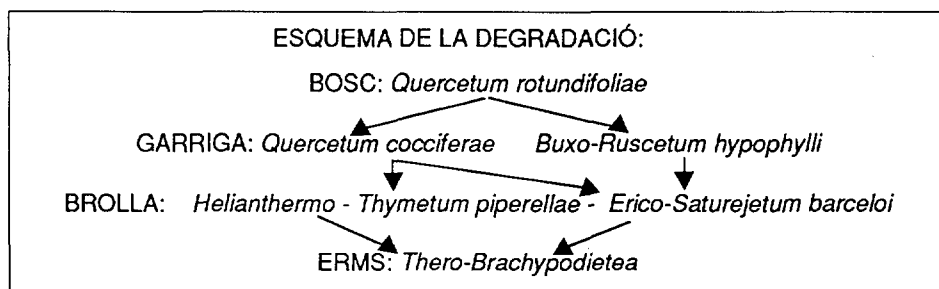 ESQUEMA DE LA DEGRADACIÓ:
BOSC: Quercetum rotundifoliae
GARRIGA: Quercetum cocciferae Buxo-Ruscetum hypophylli
BROLLA: Helianthermo - Thymetum piperellae - Erico-Saturejetum barceloi
ERMS: Thero-Brachypodietea